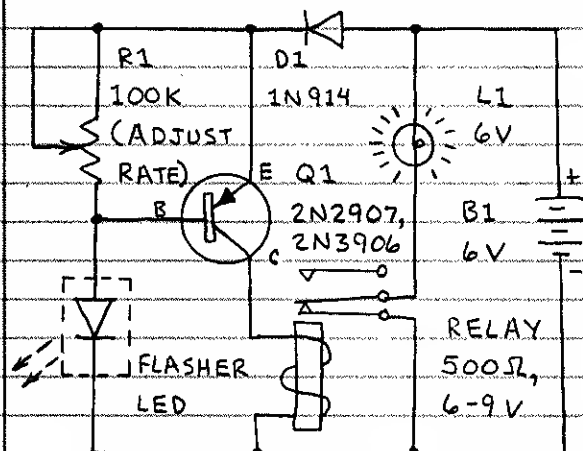 R1
100K
(ADJUST
RATE)
D1
1N914
L1
6V
E
Q1
B
2N2907,
2N3906
C
B1
6V
+
-
RELAY
500Ω,
6-9V
FLASHER
LED